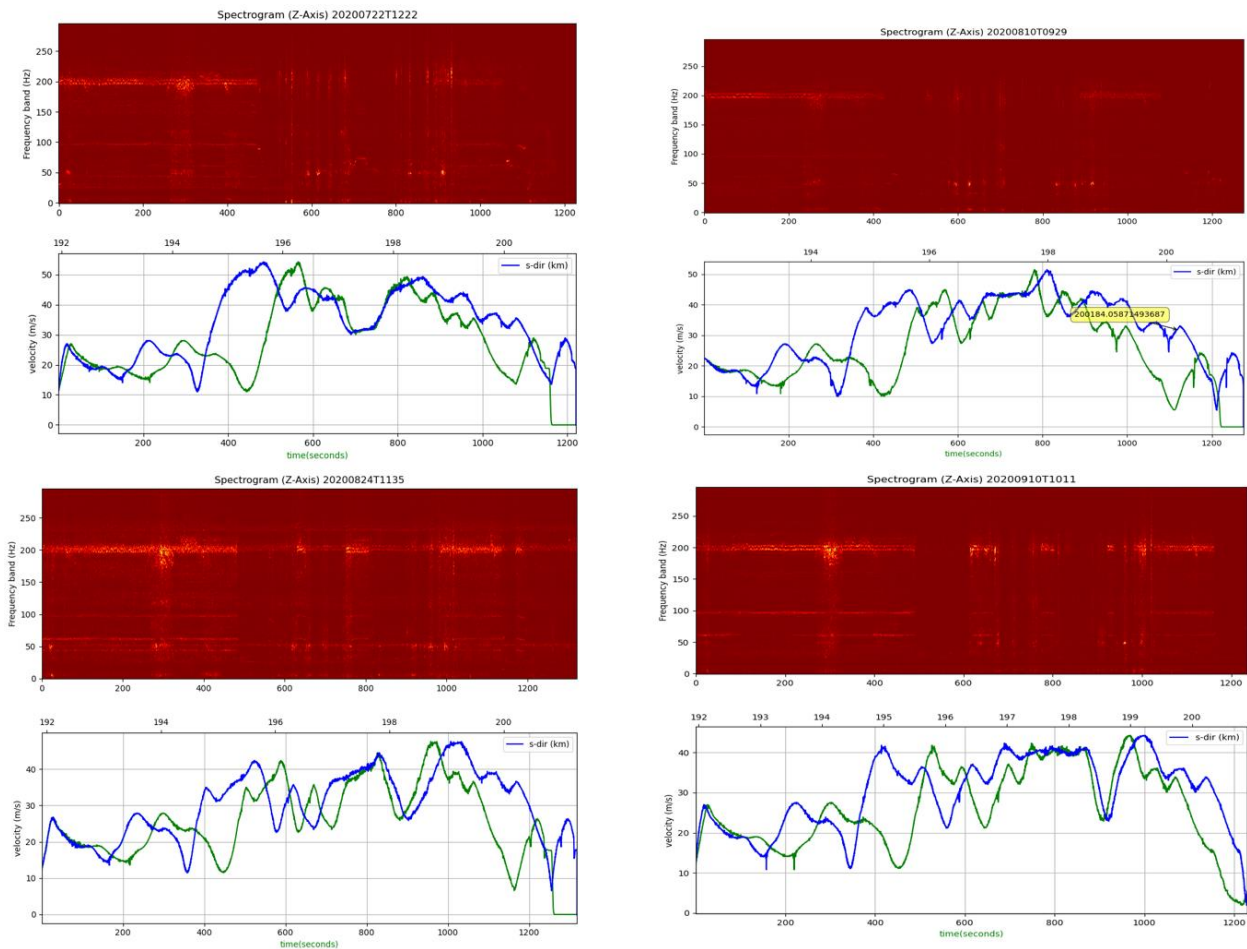 Spectrogram (Z-Axis) 20200722T1222
Frequency band (Hz)
250
200
150
100
50
0
0 200 400 600 800 1000 1200
192 194 196 198 200
velocity (m/s)
50
40
30
20
10
0
s-dir (km)
200 400 600 800 1000 1200
time(seconds)
Spectrogram (Z-Axis) 20200810T0929
Frequency band (Hz)
250
200
150
100
50
0
0 200 400 600 800 1000 1200
194 196 198 200
velocity (m/s)
50
40
30
20
10
0
s-dir (km)
200184.05871493687
200 400 600 800 1000 1200
time(seconds)
Spectrogram (Z-Axis) 20200824T1135
Frequency band (Hz)
250
200
150
100
50
0
0 200 400 600 800 1000 1200
192 194 196 198 200
velocity (m/s)
40
30
20
10
0
s-dir (km)
200 400 600 800 1000 1200
time(seconds)
Spectrogram (Z-Axis) 20200910T1011
Frequency band (Hz)
250
200
150
100
50
0
0 200 400 600 800 1000 1200
192 193 194 195 196 197 198 199 200
velocity (m/s)
40
30
20
10
0
s-dir (km)
200 400 600 800 1000 1200
time(seconds)